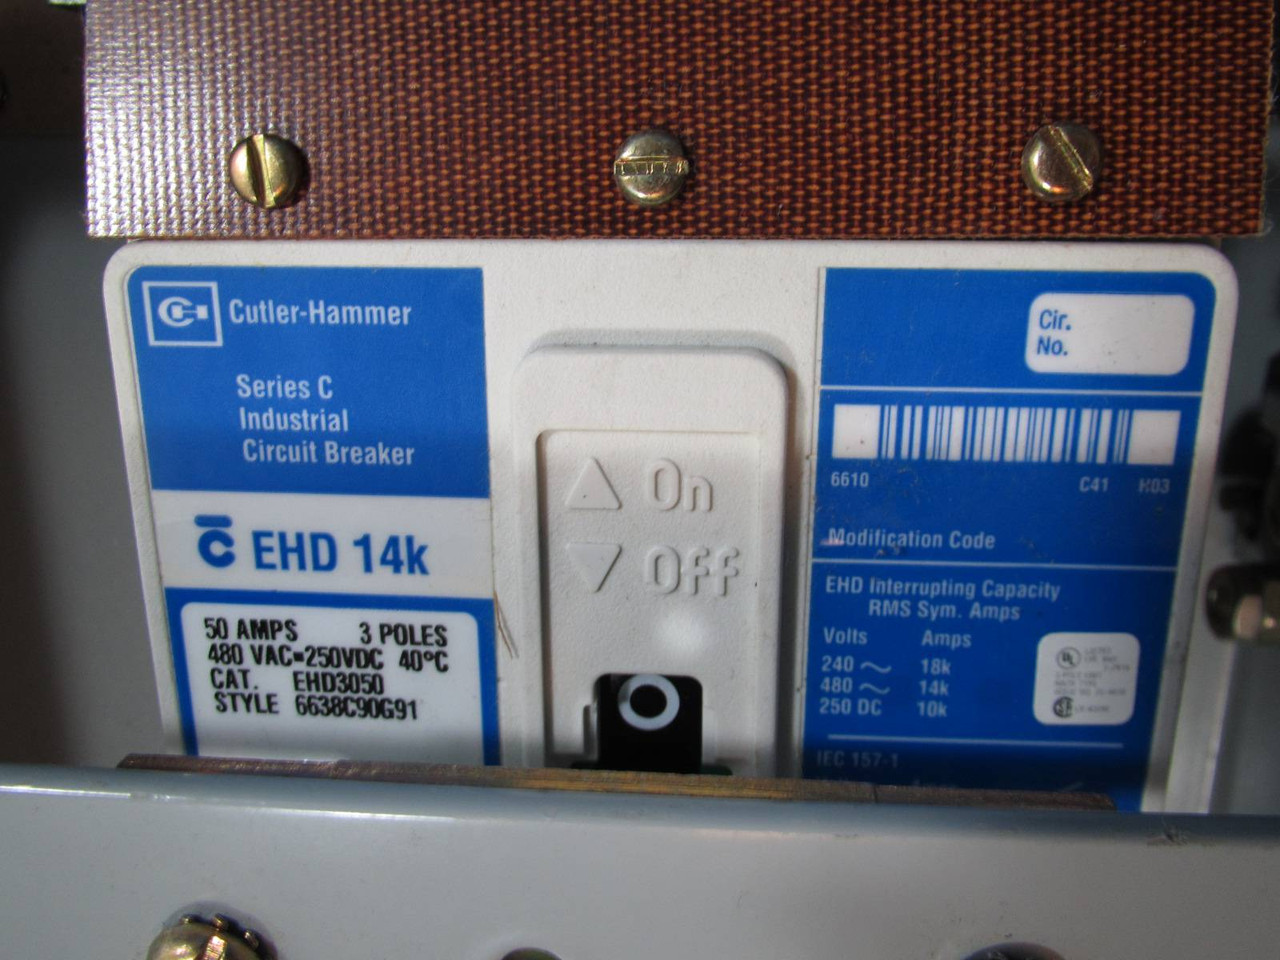 Cutler-Hammer
Series C
Industrial
Circuit Breaker
EHD 14k
50 AMPS 3 POLES
480 VAC-250VDC 40°C
CAT. EHD3050
STYLE 6638C90G91
On
Off
Cir.
No.
6610 C41 H03
Modification Code
EHD Interrupting Capacity
RMS Sym. Amps
Volts Amps
240 ~ 18k
480 ~ 14k
250 DC 10k
UL
IEC 157-1